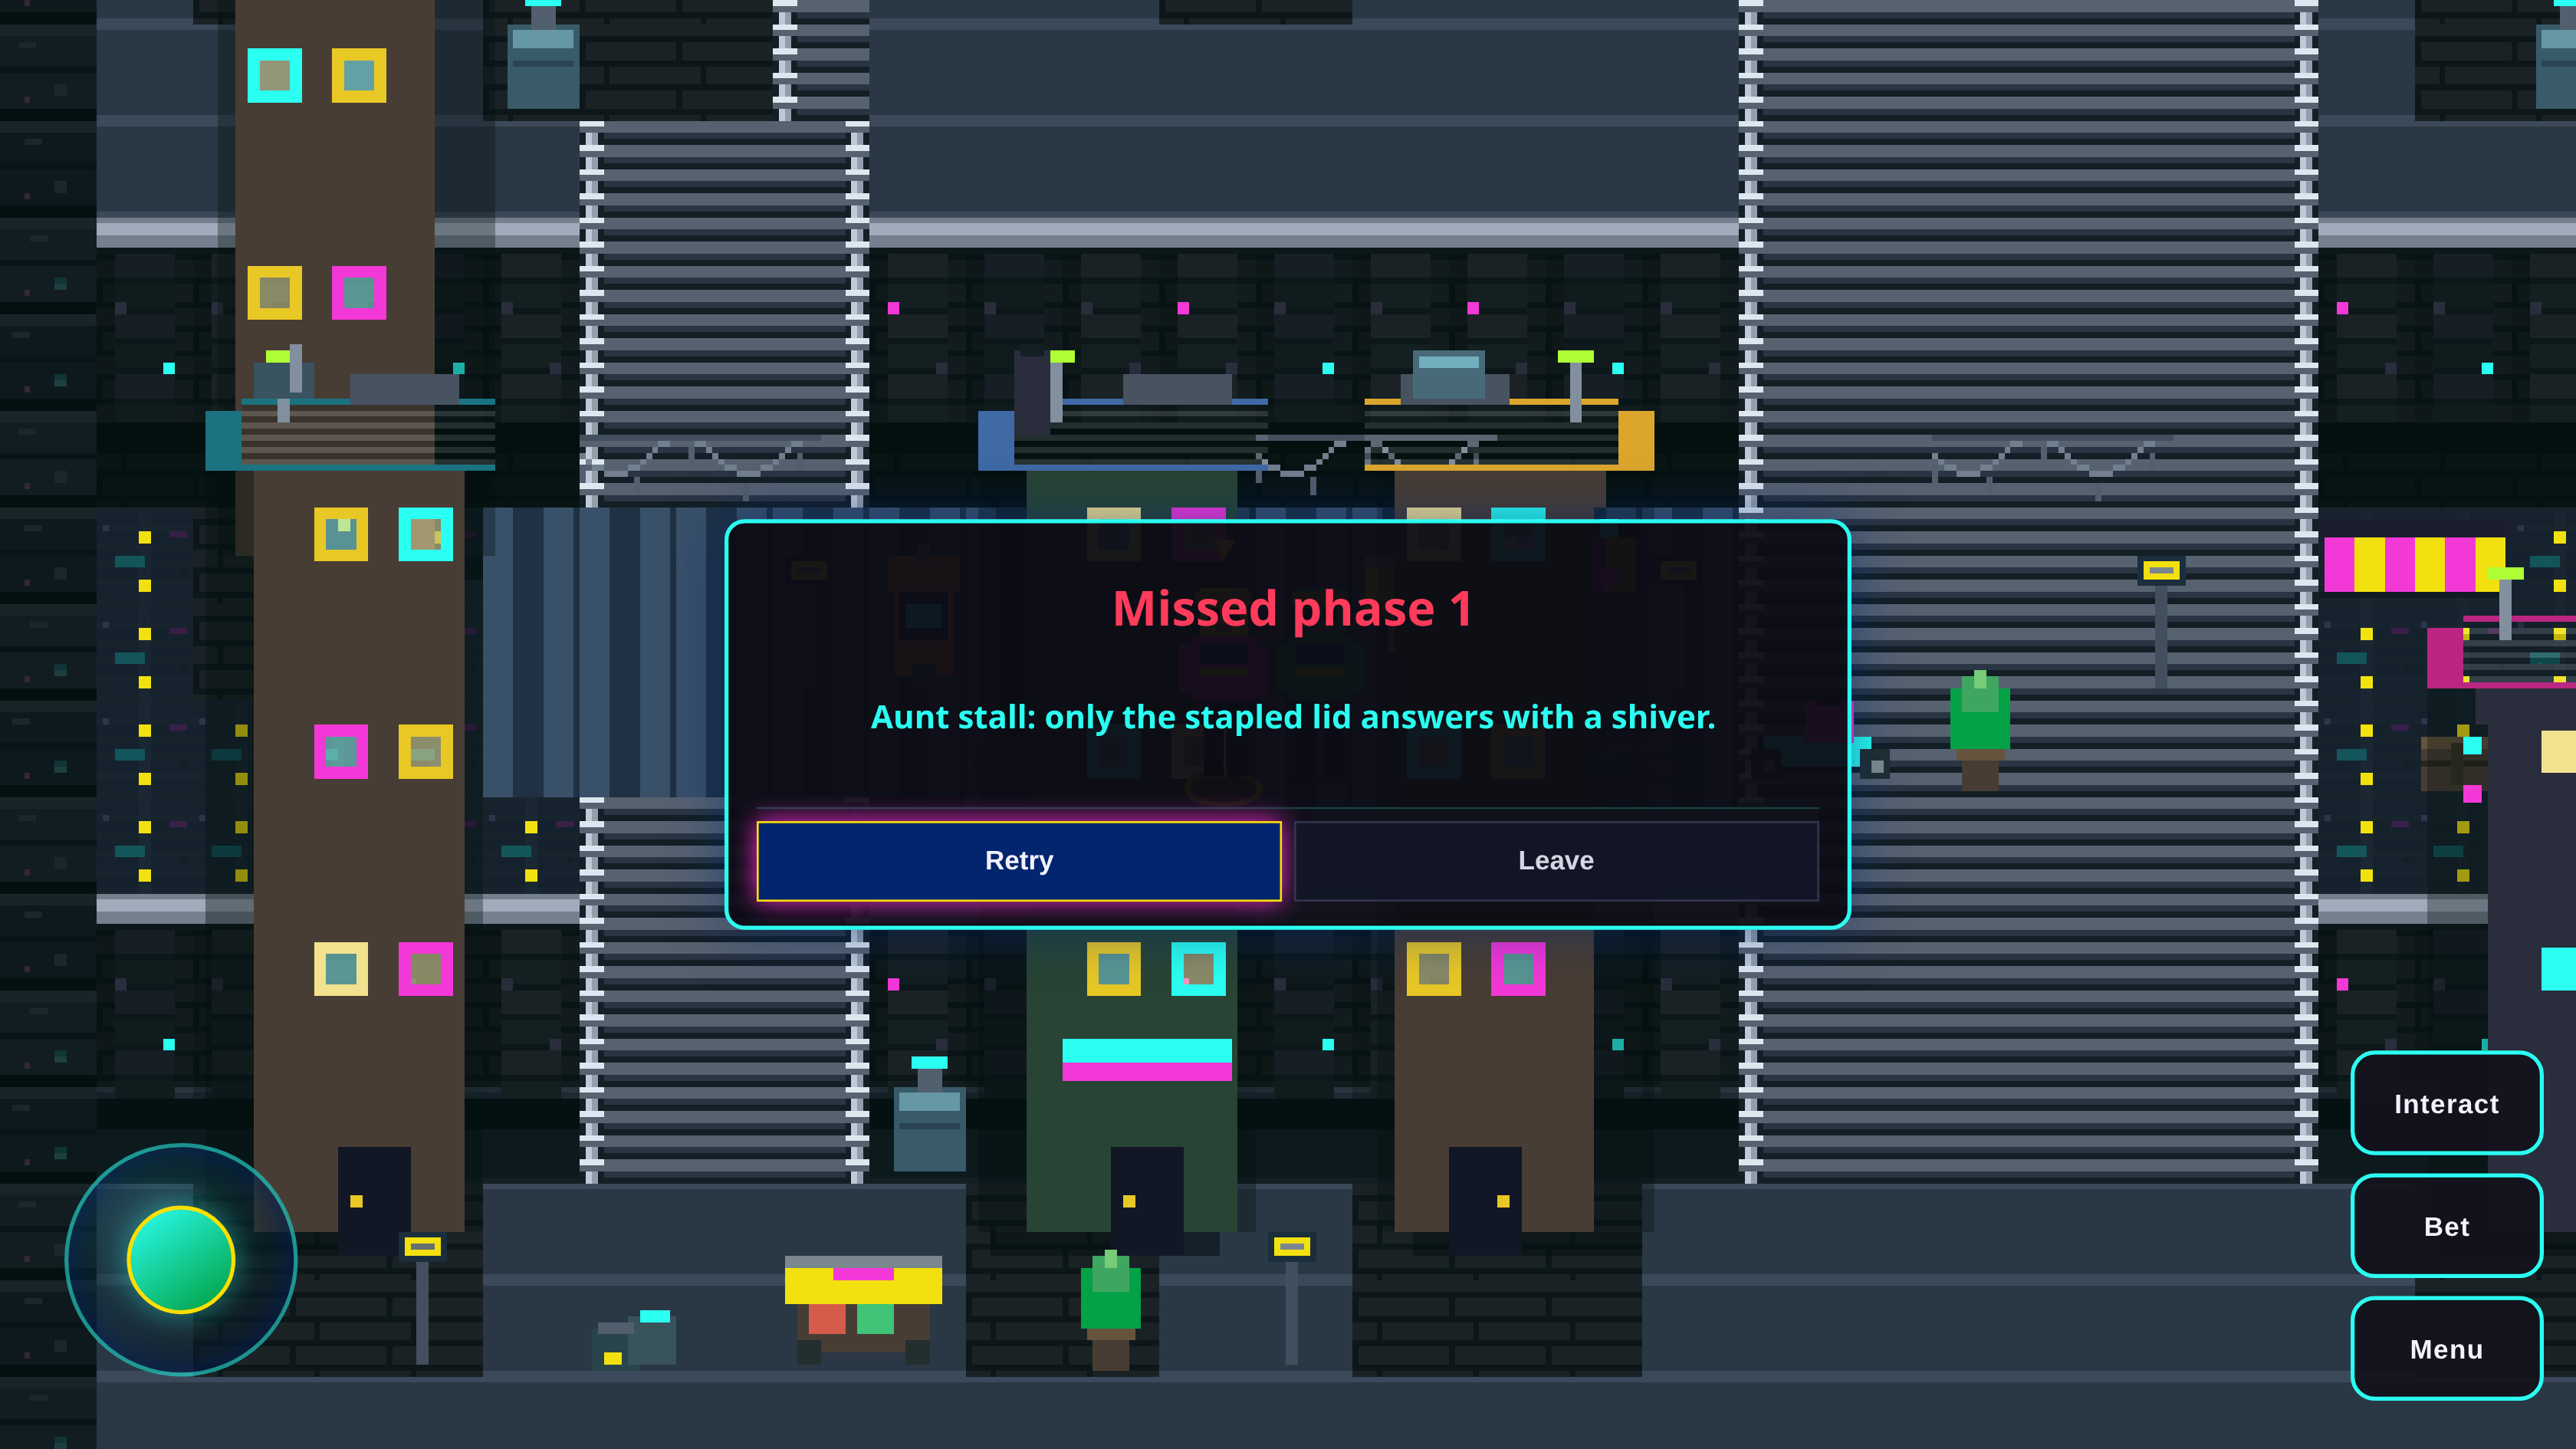 Missed phase 1
Aunt stall: only the stapled lid answers with a shiver.
Retry
Leave
Interact
Bet
Menu